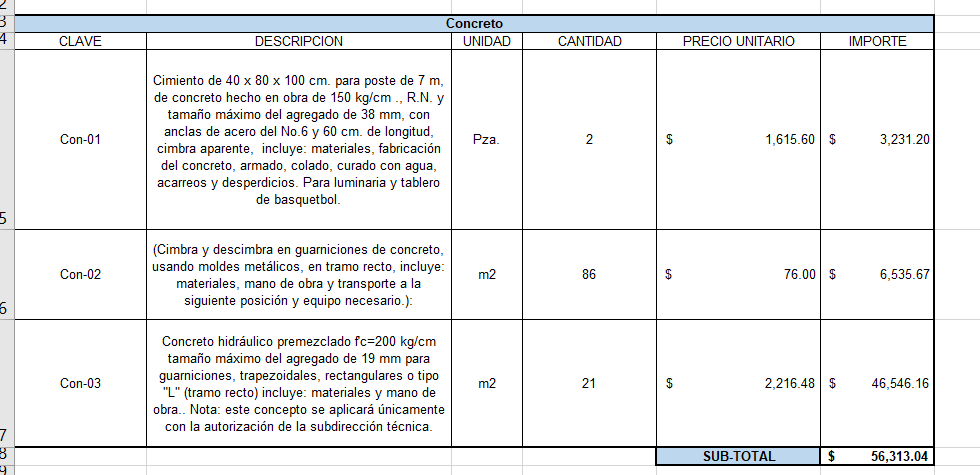 Concreto
CLAVE DESCRIPCION UNIDAD CANTIDAD PRECIO UNITARIO IMPORTE
Cimiento de 40 x 80 x 100 cm. para poste de 7 m,
de concreto hecho en obra de 150 kg/cm ., R.N. y
tamaño máximo del agregado de 38 mm, con
anclas de acero del No.6 y 60 cm. de longitud,
Con-01 cimbra aparente, incluye: materiales, fabricación Pza. 2 $ 1,615.60 $ 3,231.20
del concreto, armado, colado, curado con agua,
acarreos y desperdicios. Para luminaria y tablero
de basquetbol.
(Cimbra y descimbra en guarniciones de concreto,
Con-02 usando moldes metálicos, en tramo recto, incluye: m2 86 $ 76.00 $ 6,535.67
materiales, mano de obra y transporte a la
siguiente posición y equipo necesario.):
Concreto hidráulico premezclado f'c=200 kg/cm
tamaño máximo del agregado de 19 mm para
guarniciones, trapezoidales, rectangulares o tipo
Con-03 "L" (tramo recto) incluye: materiales y mano de m2 21 $ 2,216.48 $ 46,546.16
obra.. Nota: este concepto se aplicará únicamente
con la autorización de la subdirección técnica.
SUB-TOTAL $ 56,313.04